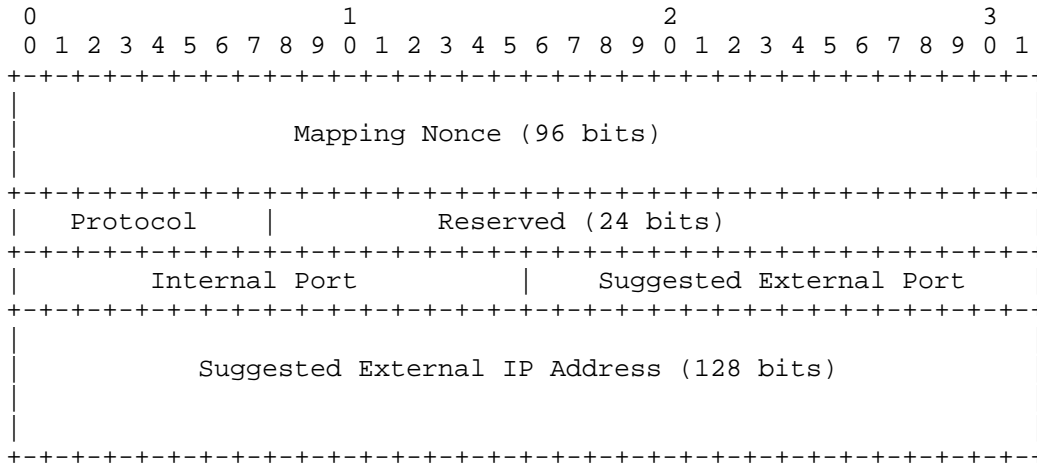 0                   1                   2                   3
 0 1 2 3 4 5 6 7 8 9 0 1 2 3 4 5 6 7 8 9 0 1 2 3 4 5 6 7 8 9 0 1
+-+-+-+-+-+-+-+-+-+-+-+-+-+-+-+-+-+-+-+-+-+-+-+-+-+-+-+-+-+-+-+--
|
|                 Mapping Nonce (96 bits)
|
+-+-+-+-+-+-+-+-+-+-+-+-+-+-+-+-+-+-+-+-+-+-+-+-+-+-+-+-+-+-+-+--
|   Protocol    |          Reserved (24 bits)
+-+-+-+-+-+-+-+-+-+-+-+-+-+-+-+-+-+-+-+-+-+-+-+-+-+-+-+-+-+-+-+--
|        Internal Port          |    Suggested External Port
+-+-+-+-+-+-+-+-+-+-+-+-+-+-+-+-+-+-+-+-+-+-+-+-+-+-+-+-+-+-+-+--
|
|           Suggested External IP Address (128 bits)
|
|
+-+-+-+-+-+-+-+-+-+-+-+-+-+-+-+-+-+-+-+-+-+-+-+-+-+-+-+-+-+-+-+--